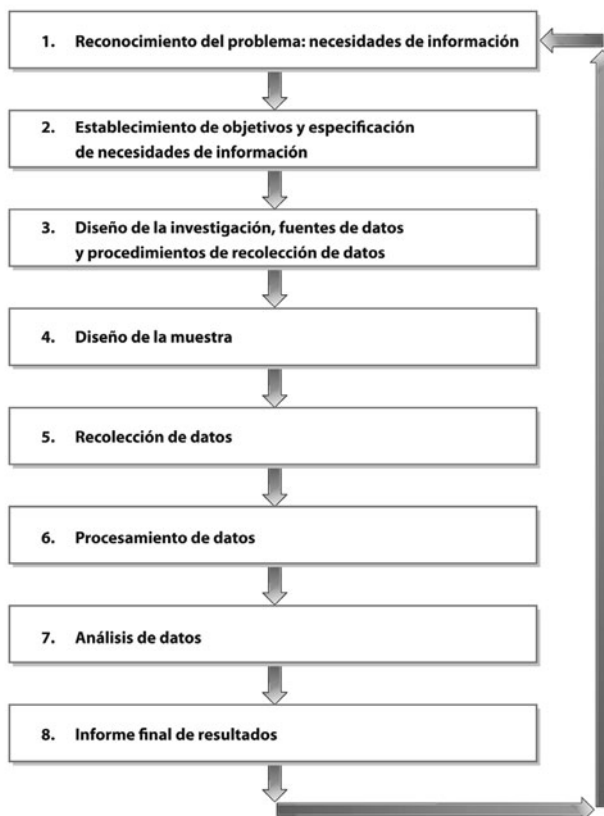 1. Reconocimiento del problema: necesidades de información
2. Establecimiento de objetivos y especificación
de necesidades de información
3. Diseño de la investigación, fuentes de datos
y procedimientos de recolección de datos
4. Diseño de la muestra
5. Recolección de datos
6. Procesamiento de datos
7. Análisis de datos
8. Informe final de resultados